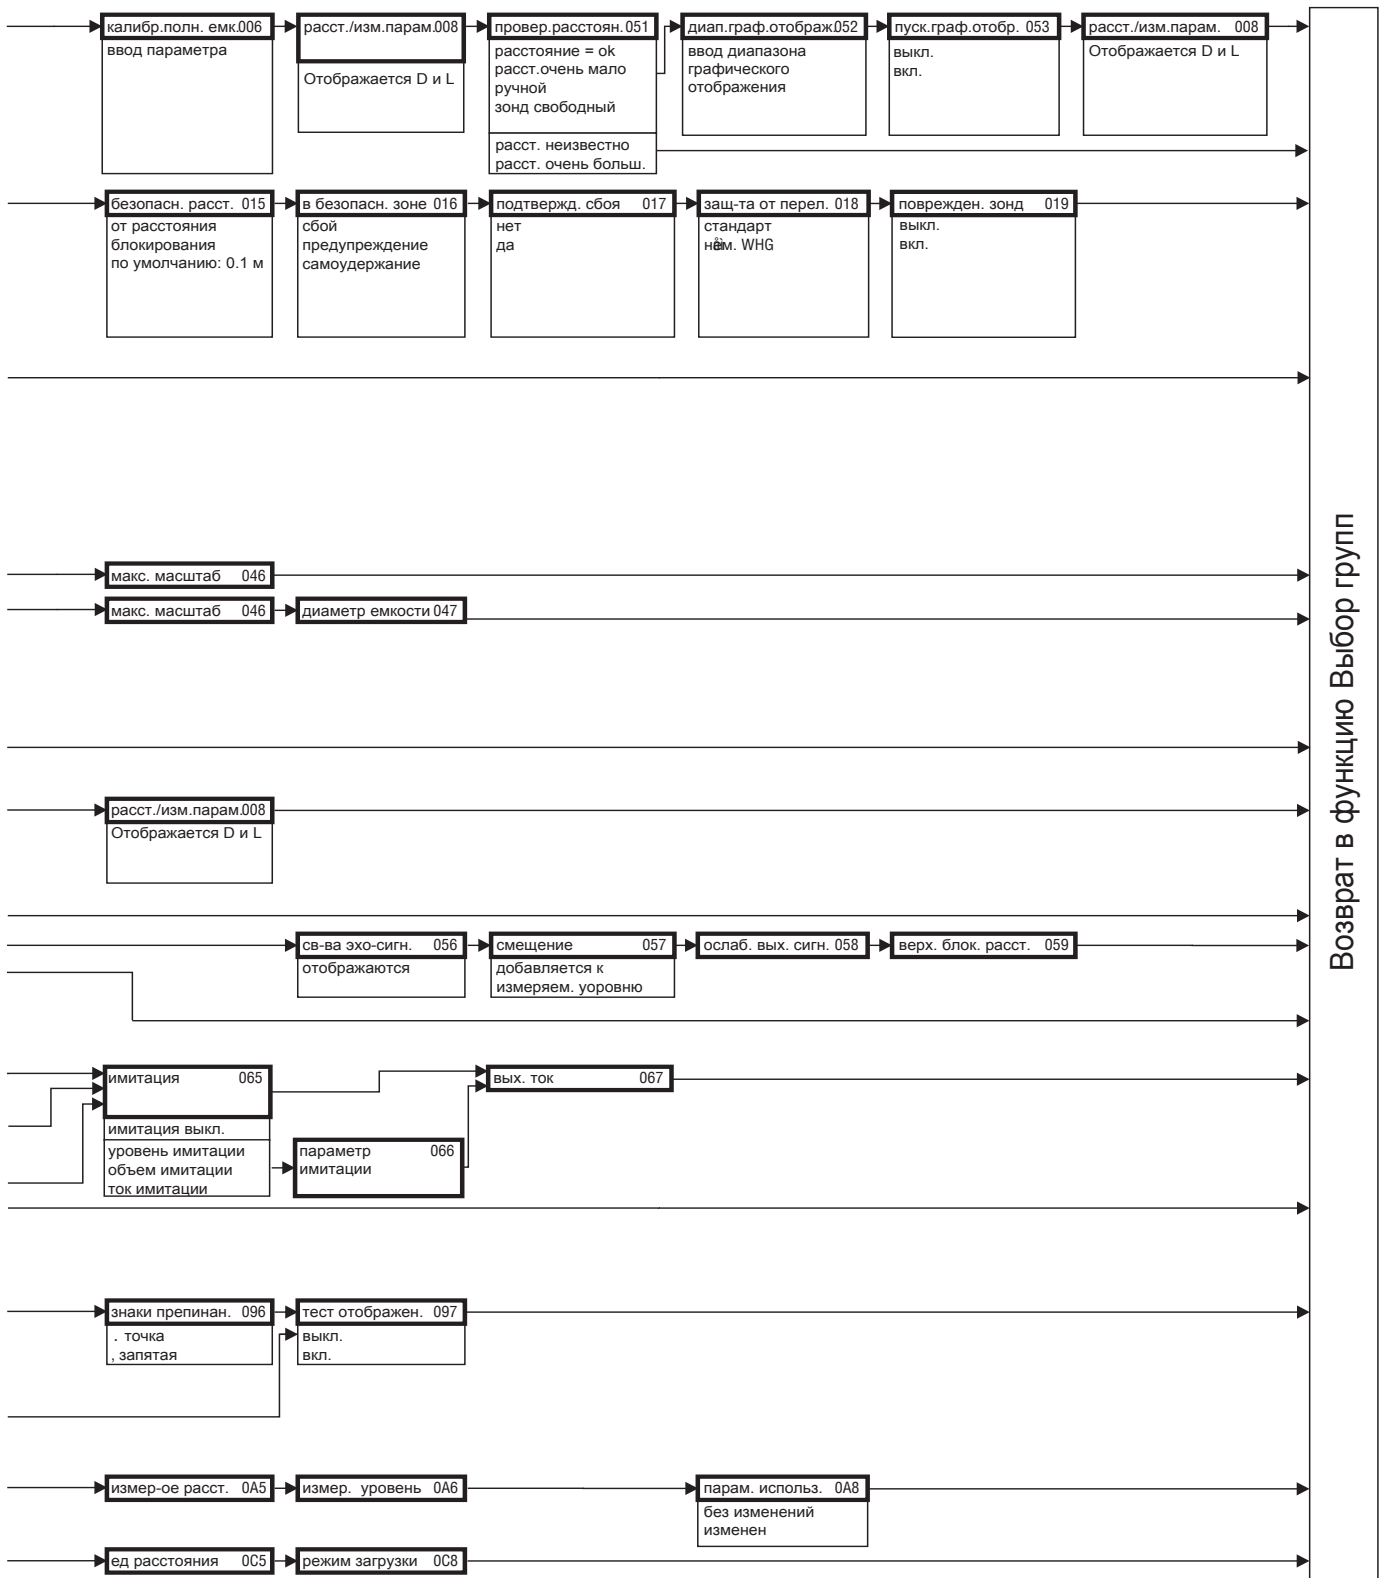 калибр.полн. емк.006
ввод параметра
расст./изм.парам.008
Отображается D и L
провер.расстоян.051
расстояние = ok
расст.очень мало
ручной
зонд свободный
расст. неизвестно
расст. очень больш.
диап.граф.отображ.052
ввод диапазона
графического
отображения
пуск.граф.отобр. 053
выкл.
вкл.
расст./изм.парам. 008
Отображается D и L
безопасн. расст. 015
от расстояния
блокирования
по умолчанию: 0.1 м
в безопасн. зоне 016
сбой
предупреждение
самоудержание
подтвержд. сбоя 017
нет
да
защ-та от перел. 018
стандарт
WHG
поврежден. зонд 019
выкл.
вкл.
макс. масштаб 046
макс. масштаб 046
диаметр емкости 047
расст./изм.парам.008
Отображается D и L
св-ва эхо-сигн. 056
отображаются
смещение 057
добавляется к
измеряем. уоровню
ослаб. вых. сигн. 058
верх. блок. расст. 059
имитация 065
имитация выкл.
уровень имитации
объем имитации
ток имитации
параметр 066
имитации
вых. ток 067
знаки препинан. 096
. точка
, запятая
тест отображен. 097
выкл.
вкл.
измер-ое расст. 0A5
измер. уровень 0A6
парам. использ. 0A8
без изменений
изменен
ед расстояния 0C5
режим загрузки 0C8
Возврат в функцию Выбор групп